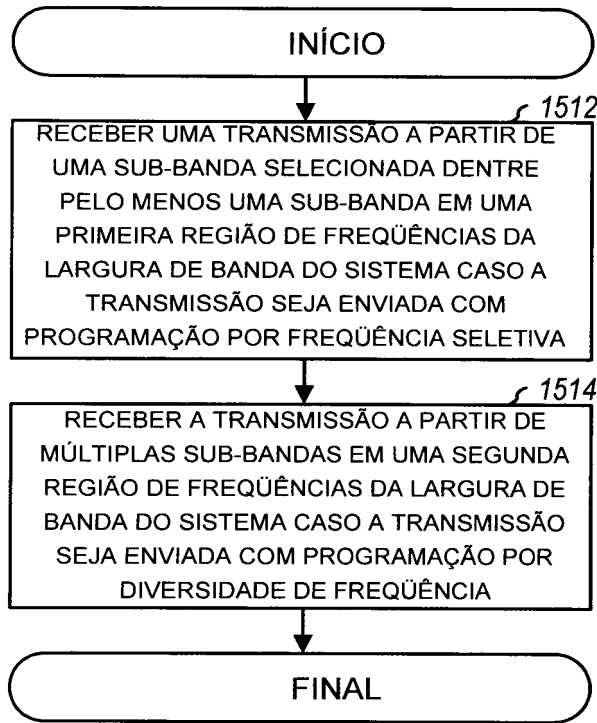 INÍCIO
1512
RECEBER UMA TRANSMISSÃO A PARTIR DE
UMA SUB-BANDA SELECIONADA DENTRE
PELO MENOS UMA SUB-BANDA EM UMA
PRIMEIRA REGIÃO DE FREQÜÊNCIAS DA
LARGURA DE BANDA DO SISTEMA CASO A
TRANSMISSÃO SEJA ENVIADA COM
PROGRAMAÇÃO POR FREQÜÊNCIA SELETIVA
1514
RECEBER A TRANSMISSÃO A PARTIR DE
MÚLTIPLAS SUB-BANDAS EM UMA SEGUNDA
REGIÃO DE FREQÜÊNCIAS DA LARGURA DE
BANDA DO SISTEMA CASO A TRANSMISSÃO
SEJA ENVIADA COM PROGRAMAÇÃO POR
DIVERSIDADE DE FREQÜÊNCIA
FINAL